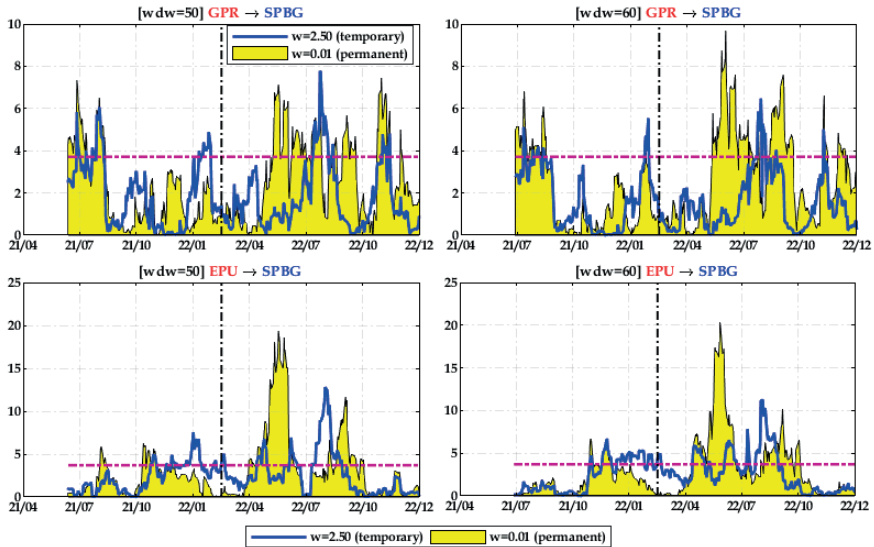 [wdw=50] GPR → SPBG
[wdw=60] GPR → SPBG
10
8
6
4
2
0
w=2.50 (temporary)
w=0.01 (permanent)
21/04 21/07 21/10 22/01 22/04 22/07 22/10 22/12
10
8
6
4
2
0
21/04 21/07 21/10 22/01 22/04 22/07 22/10 22/12
[wdw=50] EPU → SPBG
[wdw=60] EPU → SPBG
25
20
15
10
5
0
21/04 21/07 21/10 22/01 22/04 22/07 22/10 22/12
25
20
15
10
5
0
21/04 21/07 21/10 22/01 22/04 22/07 22/10 22/12
w=2.50 (temporary) w=0.01 (permanent)